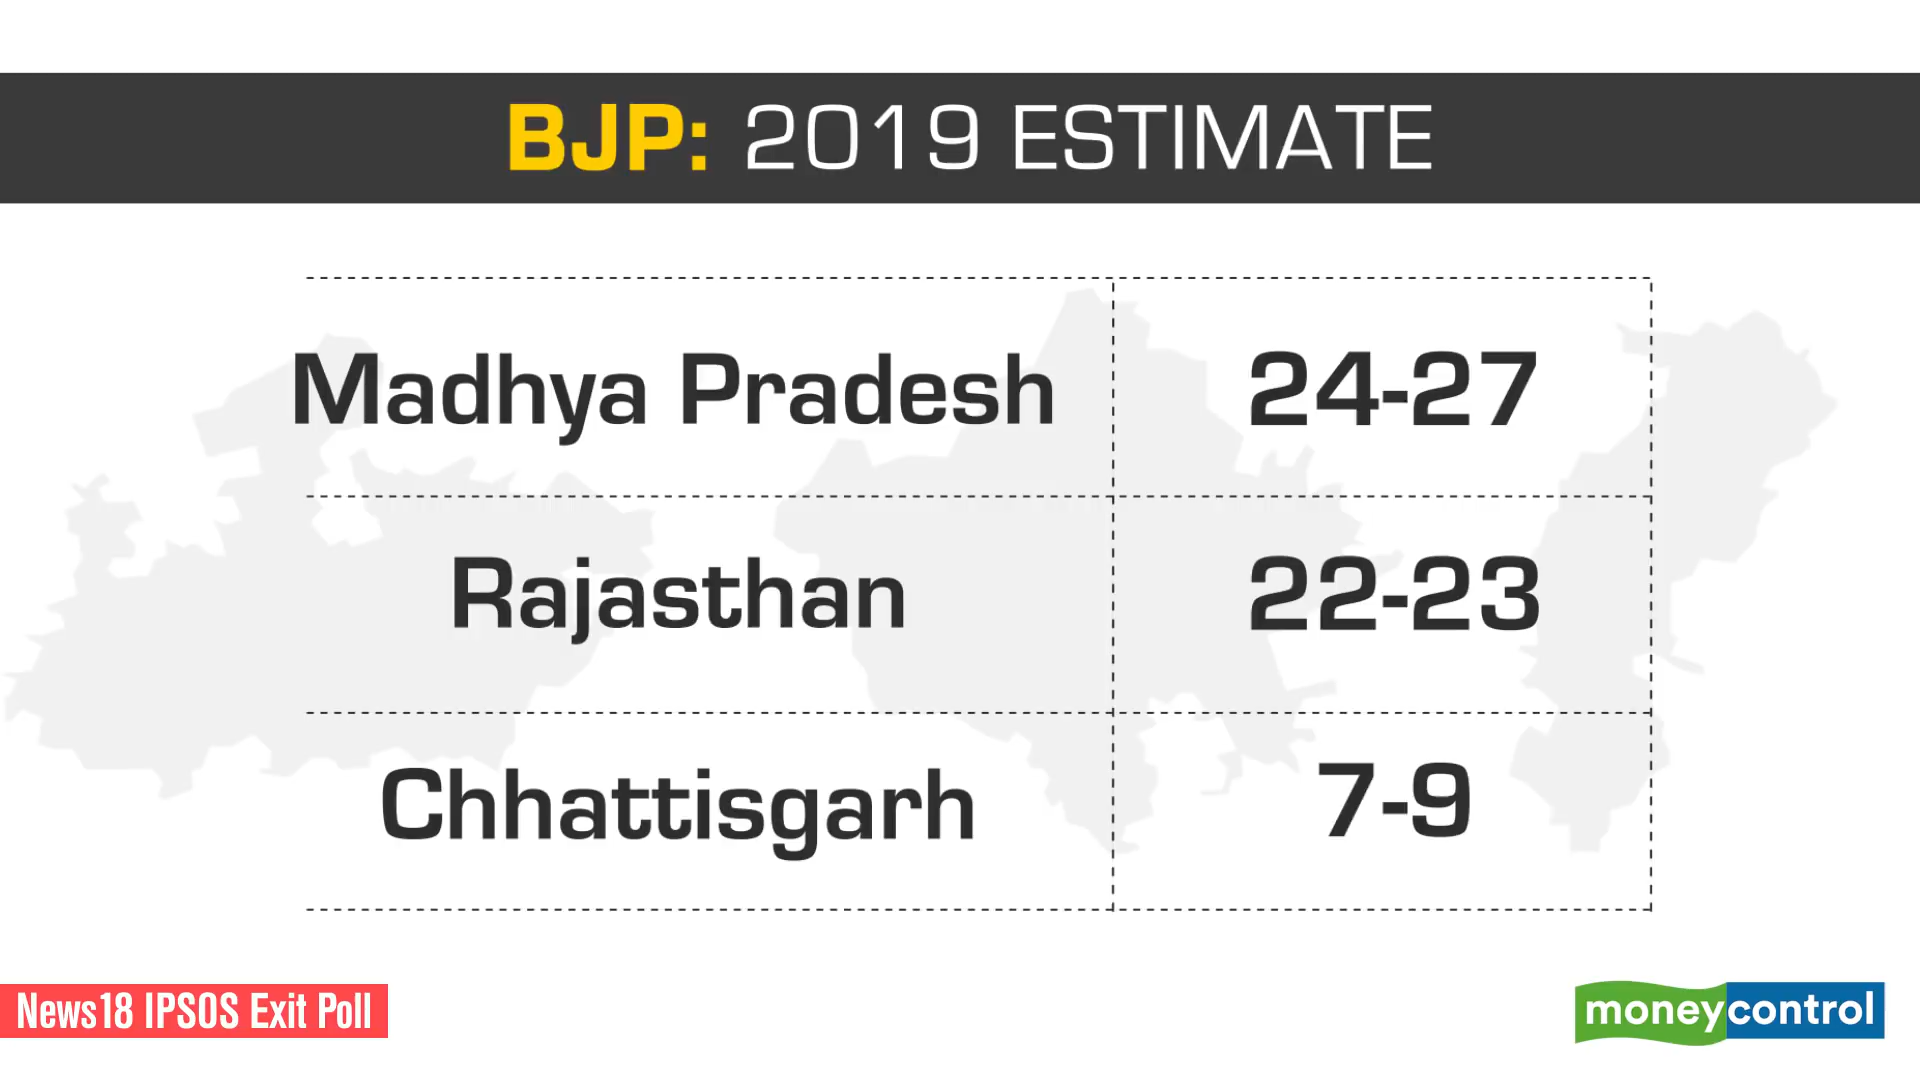 BJP: 2019 ESTIMATE
Madhya Pradesh 24-27
Rajasthan 22-23
Chhattisgarh 7-9
News18 IPSOS Exit Poll
moneycontrol